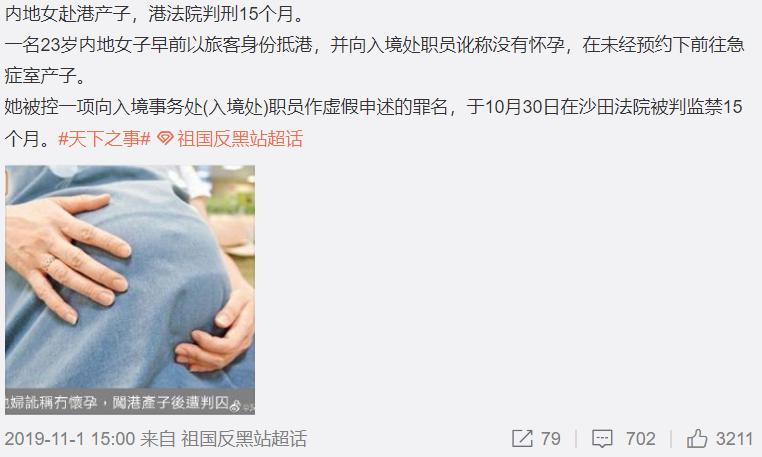 内地女赴港产子，港法院判刑15个月。
一名23岁内地女子早前以旅客身份抵港，并向入境处职员讹称没有怀孕，在未经预约下前往急
症室产子。
她被控一项向入境事务处(入境处)职员作虚假申述的罪名，于10月30日在沙田法院被判监禁15
个月。#天下之事# 祖国反黑站超话
婦訛稱冇懷孕，闖港產子後遭判囚
2019-11-1 15:00 来自 祖国反黑站超话 79 702 3211